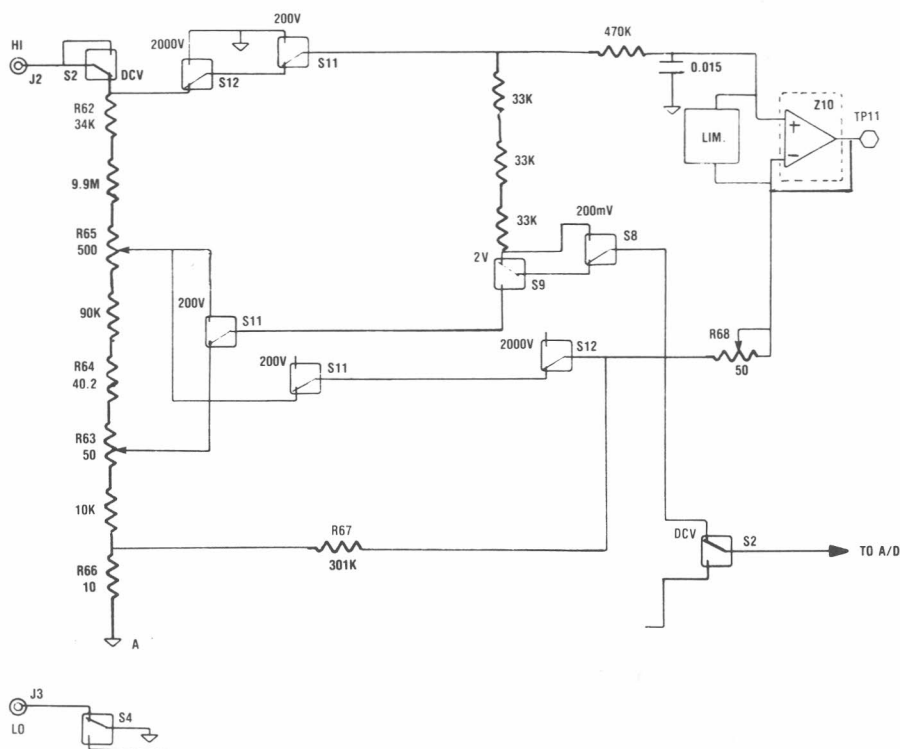 HI
J2
S2
DCV
2000V
S12
200V
S11
470K
0.015
LIM.
Z10
+
−
TP11
R62
34K
9.9M
R65
500
90K
R64
40.2
R63
50
10K
R66
10
A
33K
33K
33K
200mV
S8
2V
S9
200V
S11
200V
S11
2000V
S12
R68
50
R67
301K
DCV
S2
TO A/D
J3
LO
S4